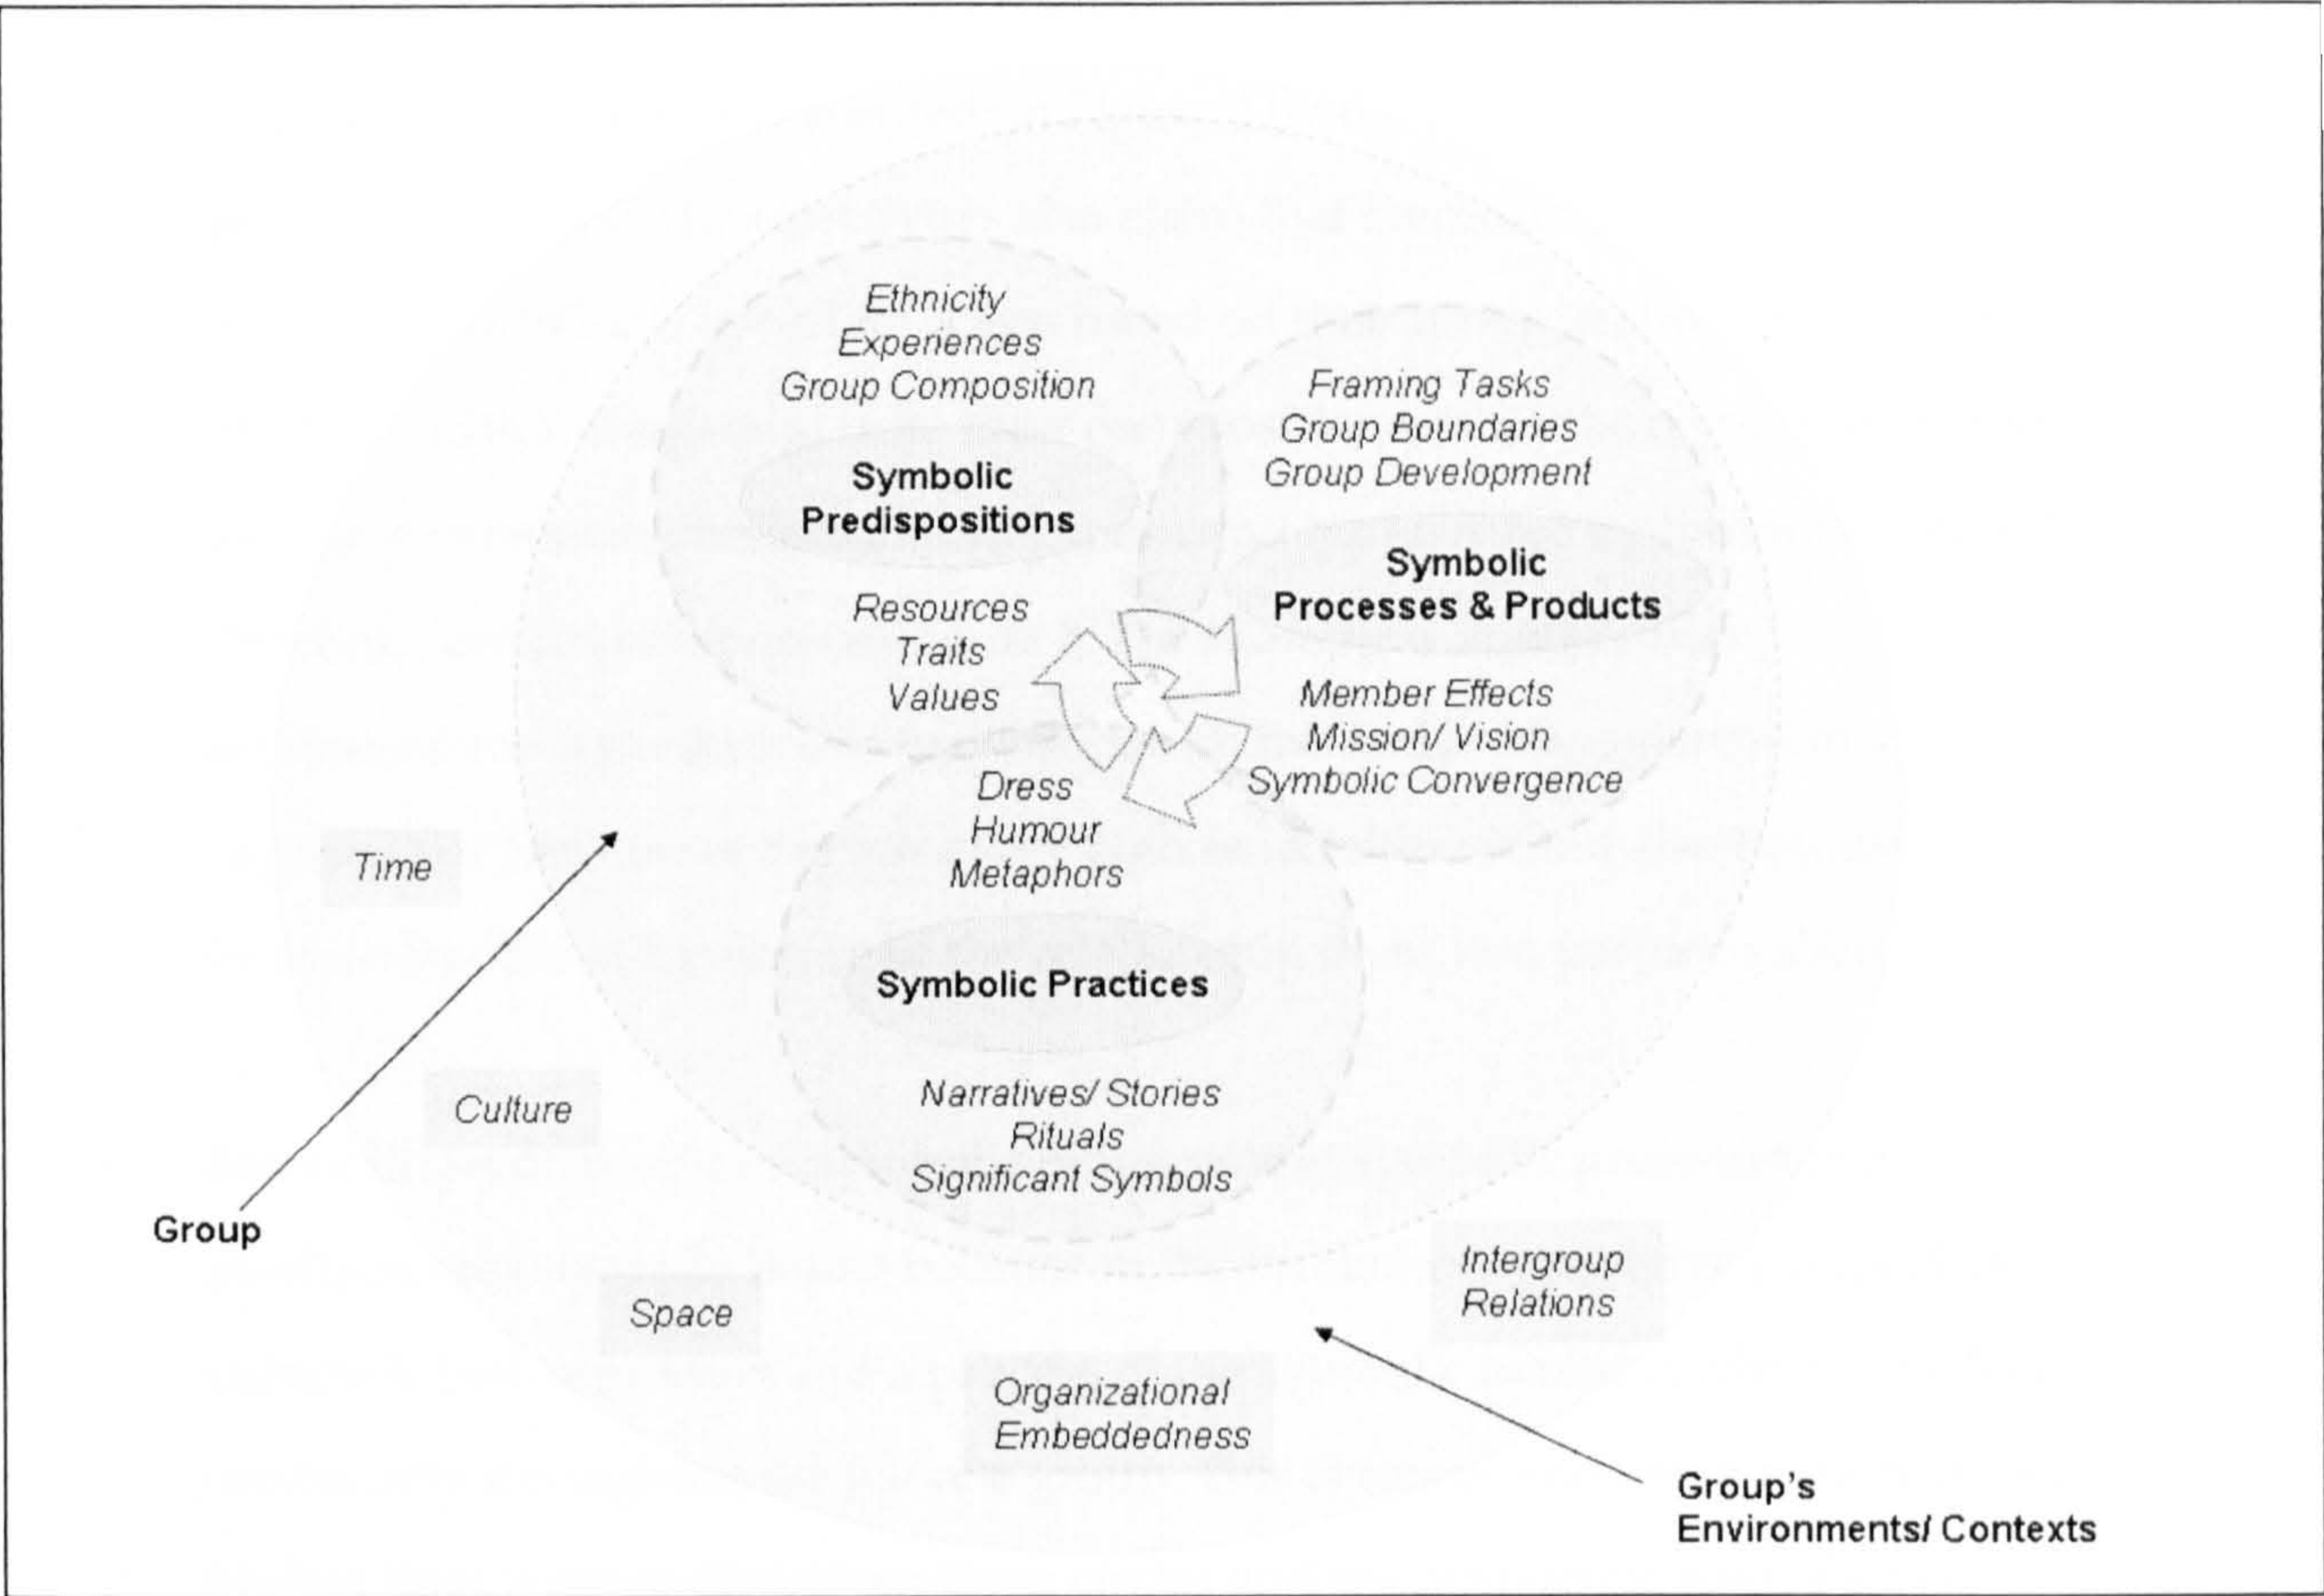 Ethnicity
Experiences
Group Composition
Symbolic
Predispositions
Resources
Traits
Values
Framing Tasks
Group Boundaries
Group Development
Symbolic
Processes & Products
Member Effects
Mission/ Vision
Symbolic Convergence
Dress
Humour
Metaphors
Symbolic Practices
Narratives/ Stories
Rituals
Significant Symbols
Time
Culture
Group
Space
Organizational
Embeddedness
Intergroup
Relations
Group's
Environments/ Contexts